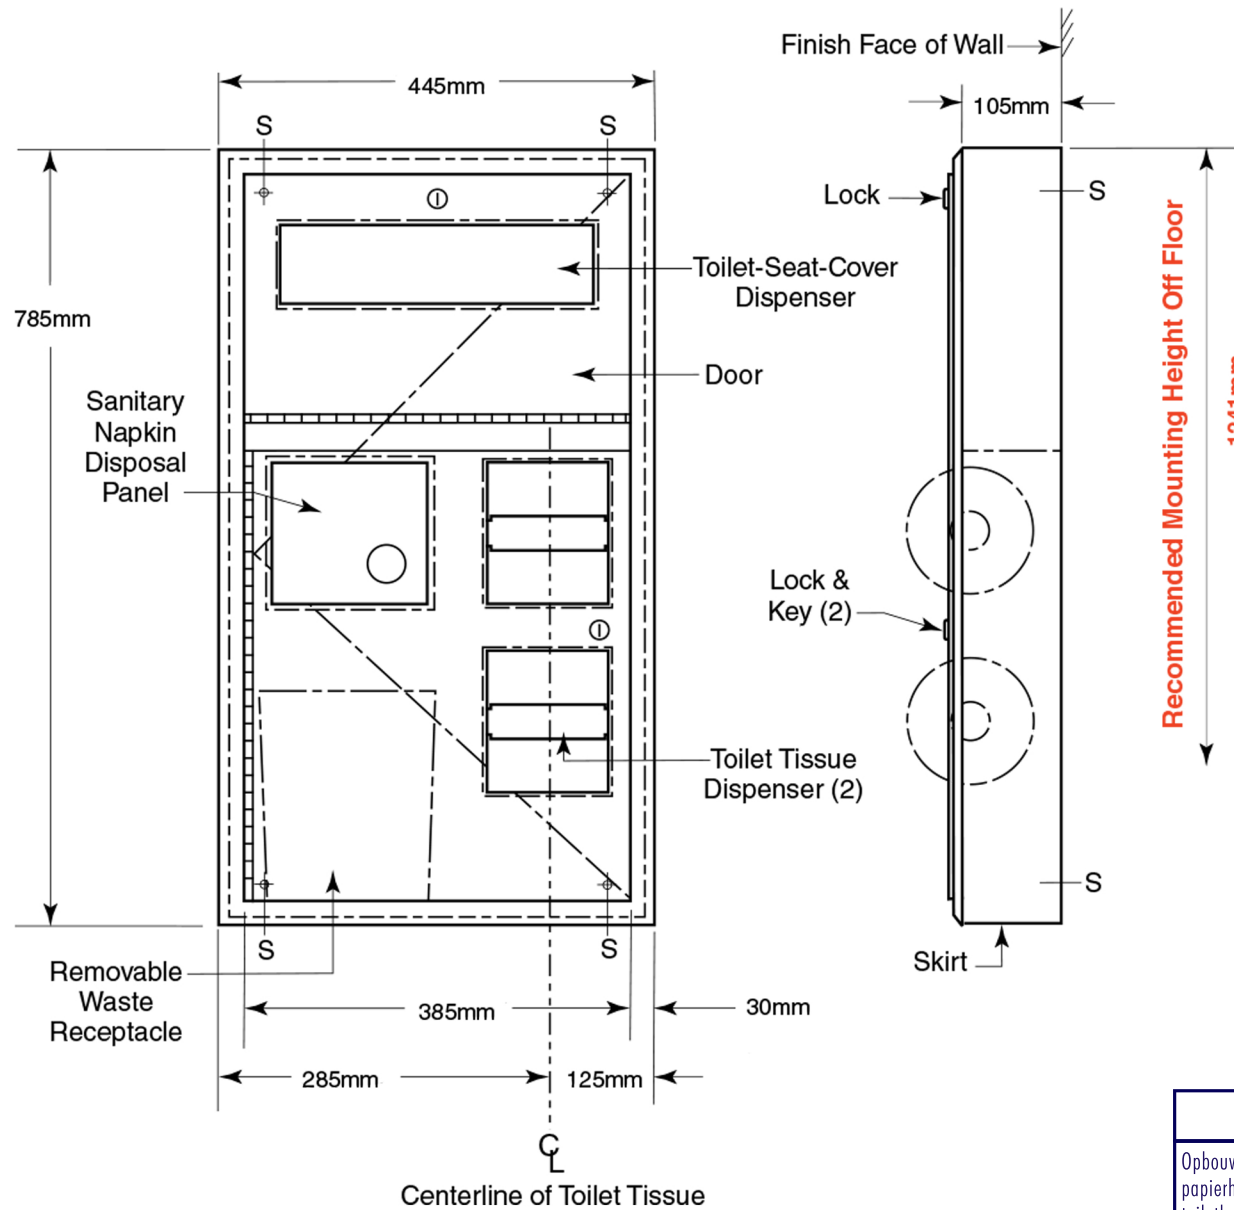 Finish Face of Wall
445mm
105mm
S
S
Lock
S
Toilet-Seat-Cover
Dispenser
785mm
Door
Sanitary
Napkin
Disposal
Panel
Recommended Mounting Height Off Floor
Lock &
Key (2)
Toilet Tissue
Dispenser (2)
S
S
S
Skirt
Removable
Waste
Receptacle
385mm
30mm
285mm
125mm
CL
Centerline of Toilet Tissue